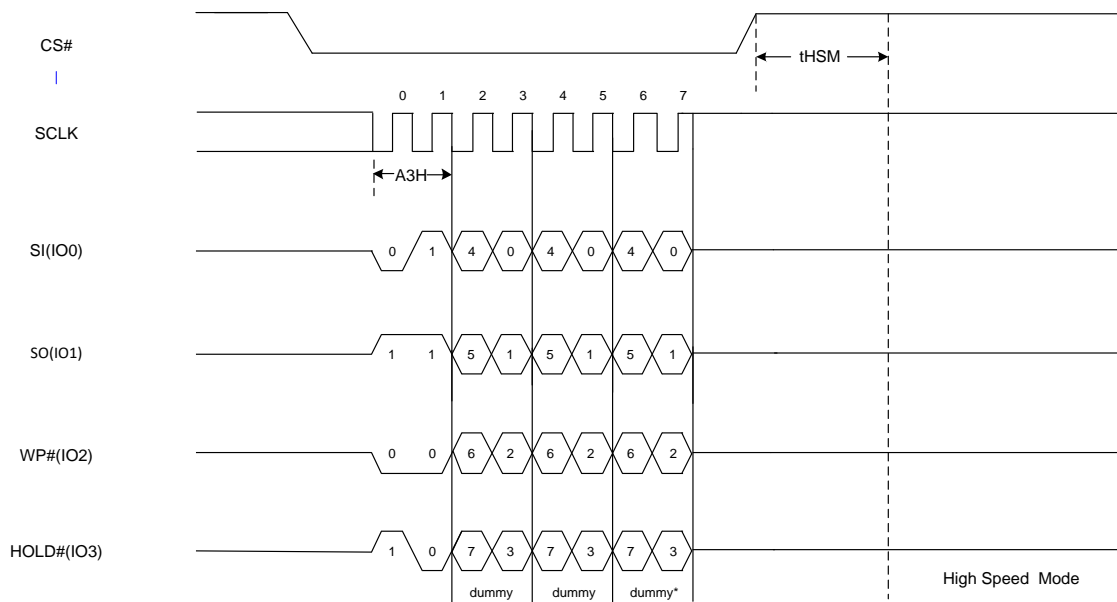 CS#
tHSM
|
0 1 2 3 4 5 6 7
SCLK
A3H
SI(IO0) 0 1 4 0 4 0 4 0
SO(IO1) 1 1 5 1 5 1 5 1
WP#(IO2) 0 0 6 2 6 2 6 2
HOLD#(IO3) 1 0 7 3 7 3 7 3
High Speed Mode
dummy dummy dummy*